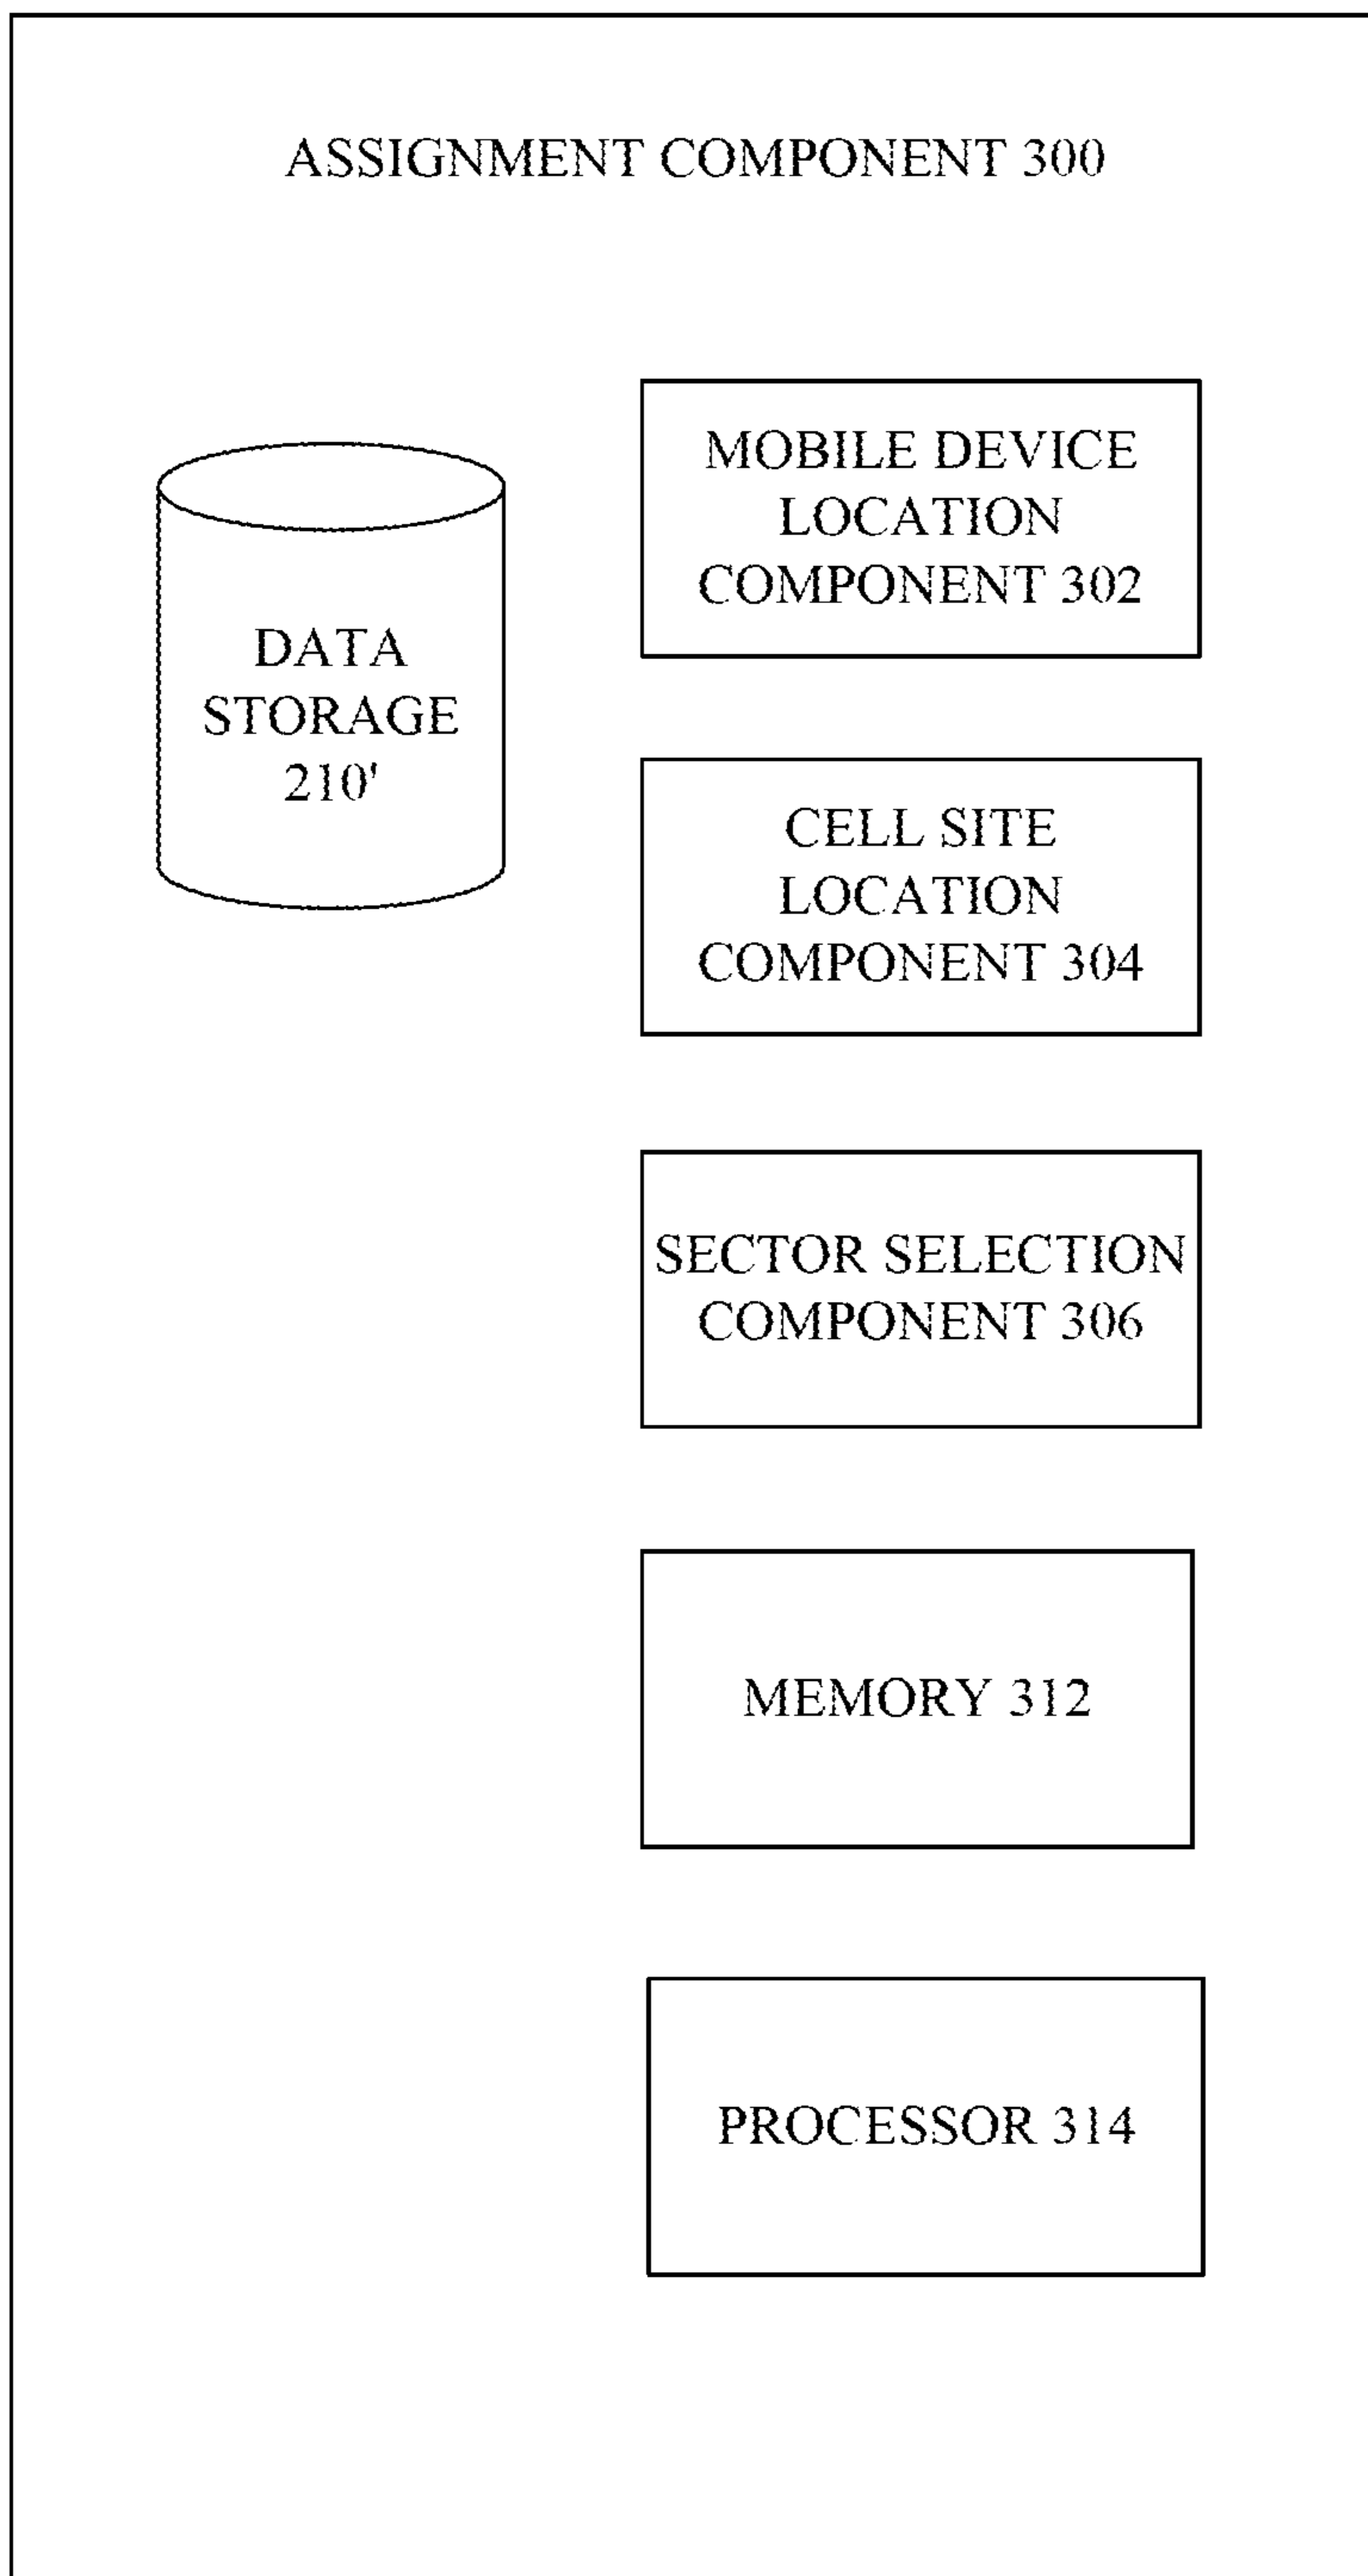 ASSIGNMENT COMPONENT 300
DATA
STORAGE
210'
MOBILE DEVICE
LOCATION
COMPONENT 302
CELL SITE
LOCATION
COMPONENT 304
SECTOR SELECTION
COMPONENT 306
MEMORY 312
PROCESSOR 314